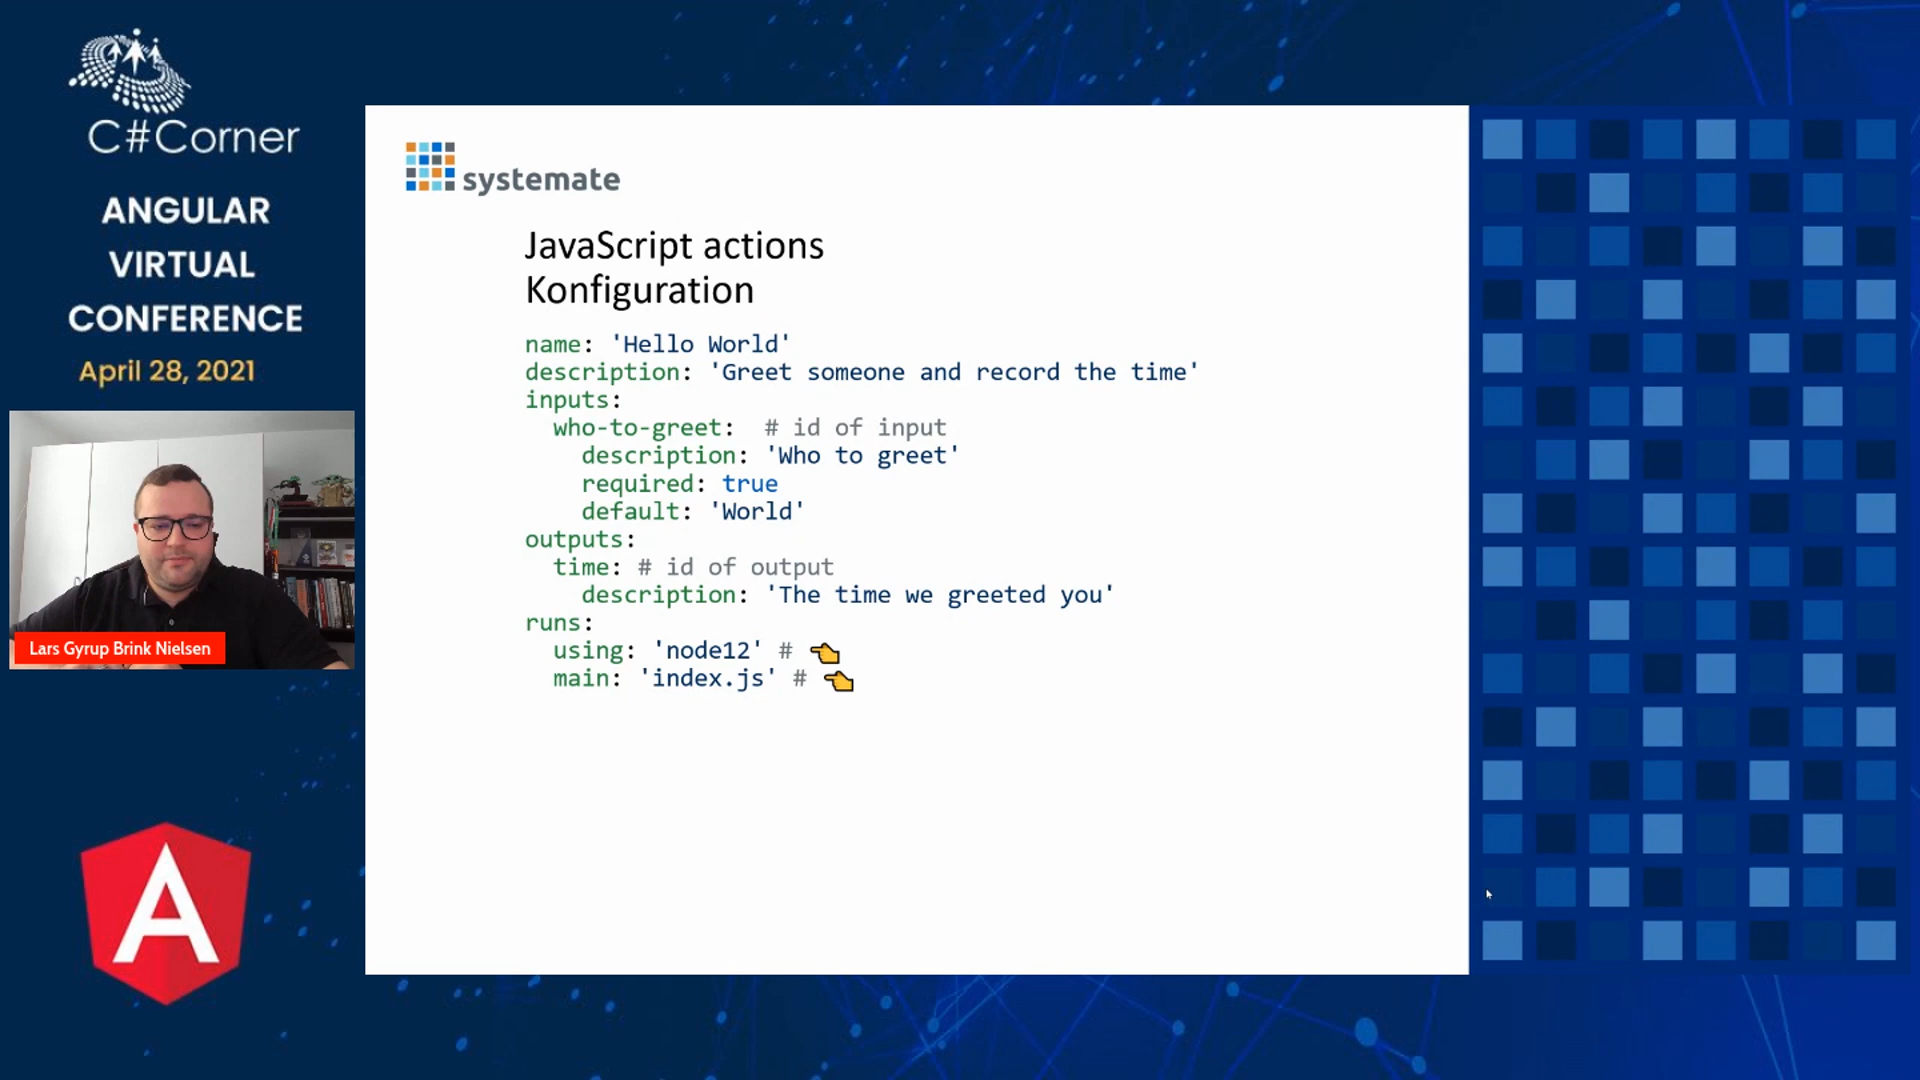 C#Corner
ANGULAR
VIRTUAL
CONFERENCE
April 28, 2021
Lars Gyrup Brink Nielsen
systemate
JavaScript actions
Konfiguration
name: 'Hello World'
description: 'Greet someone and record the time'
inputs:
  who-to-greet:  # id of input
    description: 'Who to greet'
    required: true
    default: 'World'
outputs:
  time: # id of output
    description: 'The time we greeted you'
runs:
  using: 'node12' # 👈
  main: 'index.js' # 👈
A